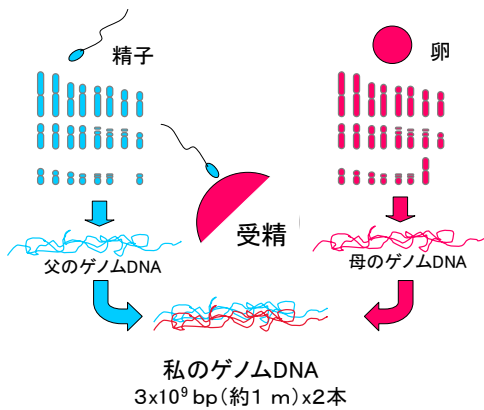 精子
卵
受精
父のゲノムDNA
母のゲノムDNA
私のゲノムDNA
3x10⁹ bp(約1 m)x2本